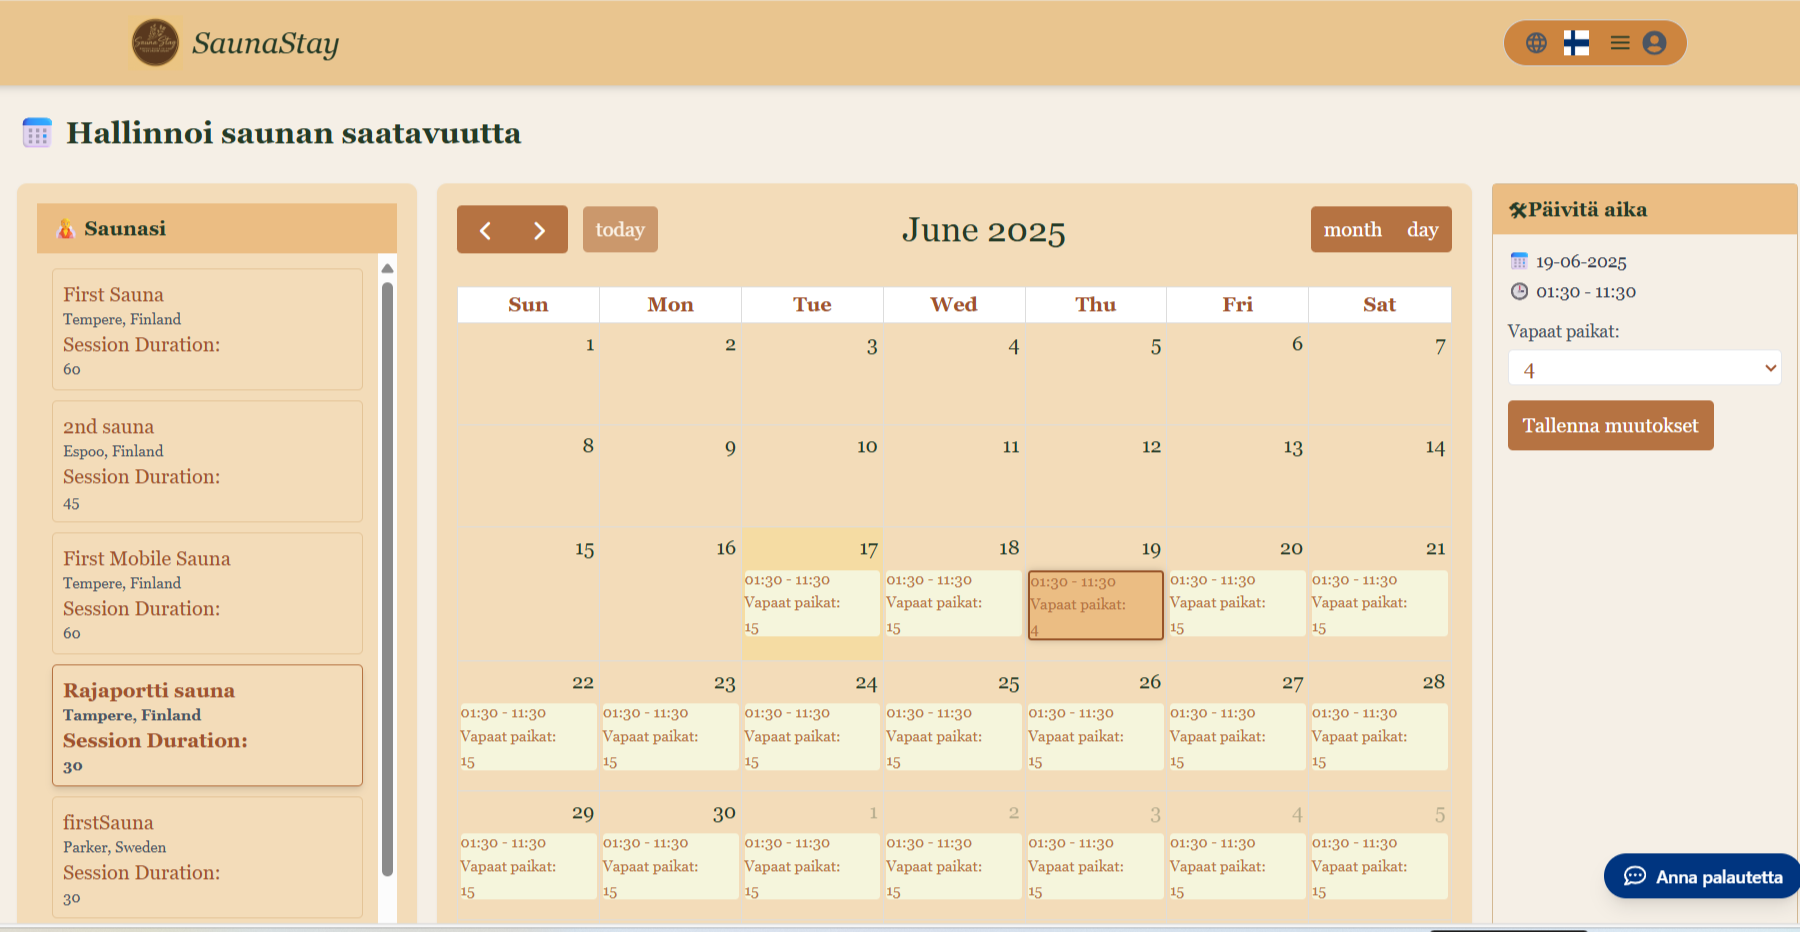 SaunaStay
Hallinnoi saunan saatavuutta
Saunasi
First Sauna
Tempere, Finland
Session Duration:
60
2nd sauna
Espoo, Finland
Session Duration:
45
First Mobile Sauna
Tempere, Finland
Session Duration:
60
Rajaportti sauna
Tampere, Finland
Session Duration:
30
firstSauna
Parker, Sweden
Session Duration:
30
today
June 2025
month day
Sun Mon Tue Wed Thu Fri Sat
1 2 3 4 5 6 7
8 9 10 11 12 13 14
15 16 17 18 19 20 21
01:30 - 11:30 01:30 - 11:30 01:30 - 11:30 01:30 - 11:30 01:30 - 11:30
Vapaat paikat: Vapaat paikat: Vapaat paikat: Vapaat paikat: Vapaat paikat:
15 15 4 15 15
22 23 24 25 26 27 28
01:30 - 11:30 01:30 - 11:30 01:30 - 11:30 01:30 - 11:30 01:30 - 11:30 01:30 - 11:30 01:30 - 11:30
Vapaat paikat: Vapaat paikat: Vapaat paikat: Vapaat paikat: Vapaat paikat: Vapaat paikat: Vapaat paikat:
15 15 15 15 15 15 15
29 30 1 2 3 4 5
01:30 - 11:30 01:30 - 11:30 01:30 - 11:30 01:30 - 11:30 01:30 - 11:30 01:30 - 11:30 01:30 - 11:30
Vapaat paikat: Vapaat paikat: Vapaat paikat: Vapaat paikat: Vapaat paikat: Vapaat paikat: Vapaat paikat:
15 15 15 15 15 15 15
Päivitä aika
19-06-2025
01:30 - 11:30
Vapaat paikat:
4
Tallenna muutokset
Anna palautetta